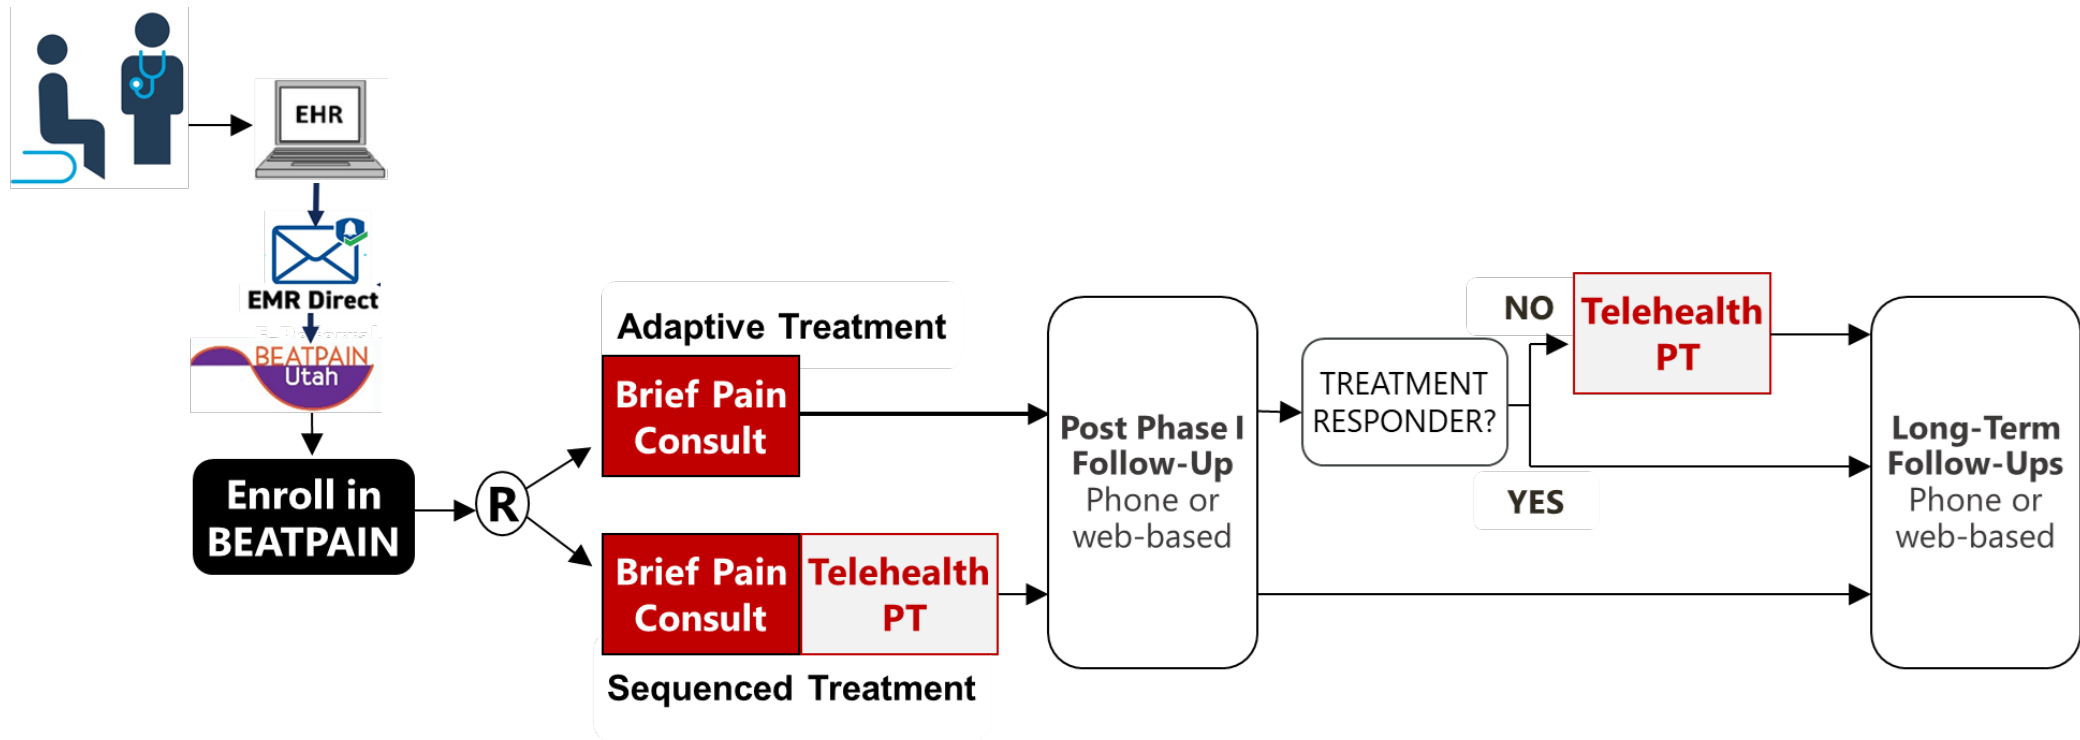 EHR
EMR Direct
BEATPAIN
Utah
Enroll in
BEATPAIN
R
Adaptive Treatment
Brief Pain
Consult
Brief Pain
Consult
Telehealth
PT
Sequenced Treatment
Post Phase I
Follow-Up
Phone or
web-based
TREATMENT
RESPONDER?
NO
YES
Telehealth
PT
Long-Term
Follow-Ups
Phone or
web-based